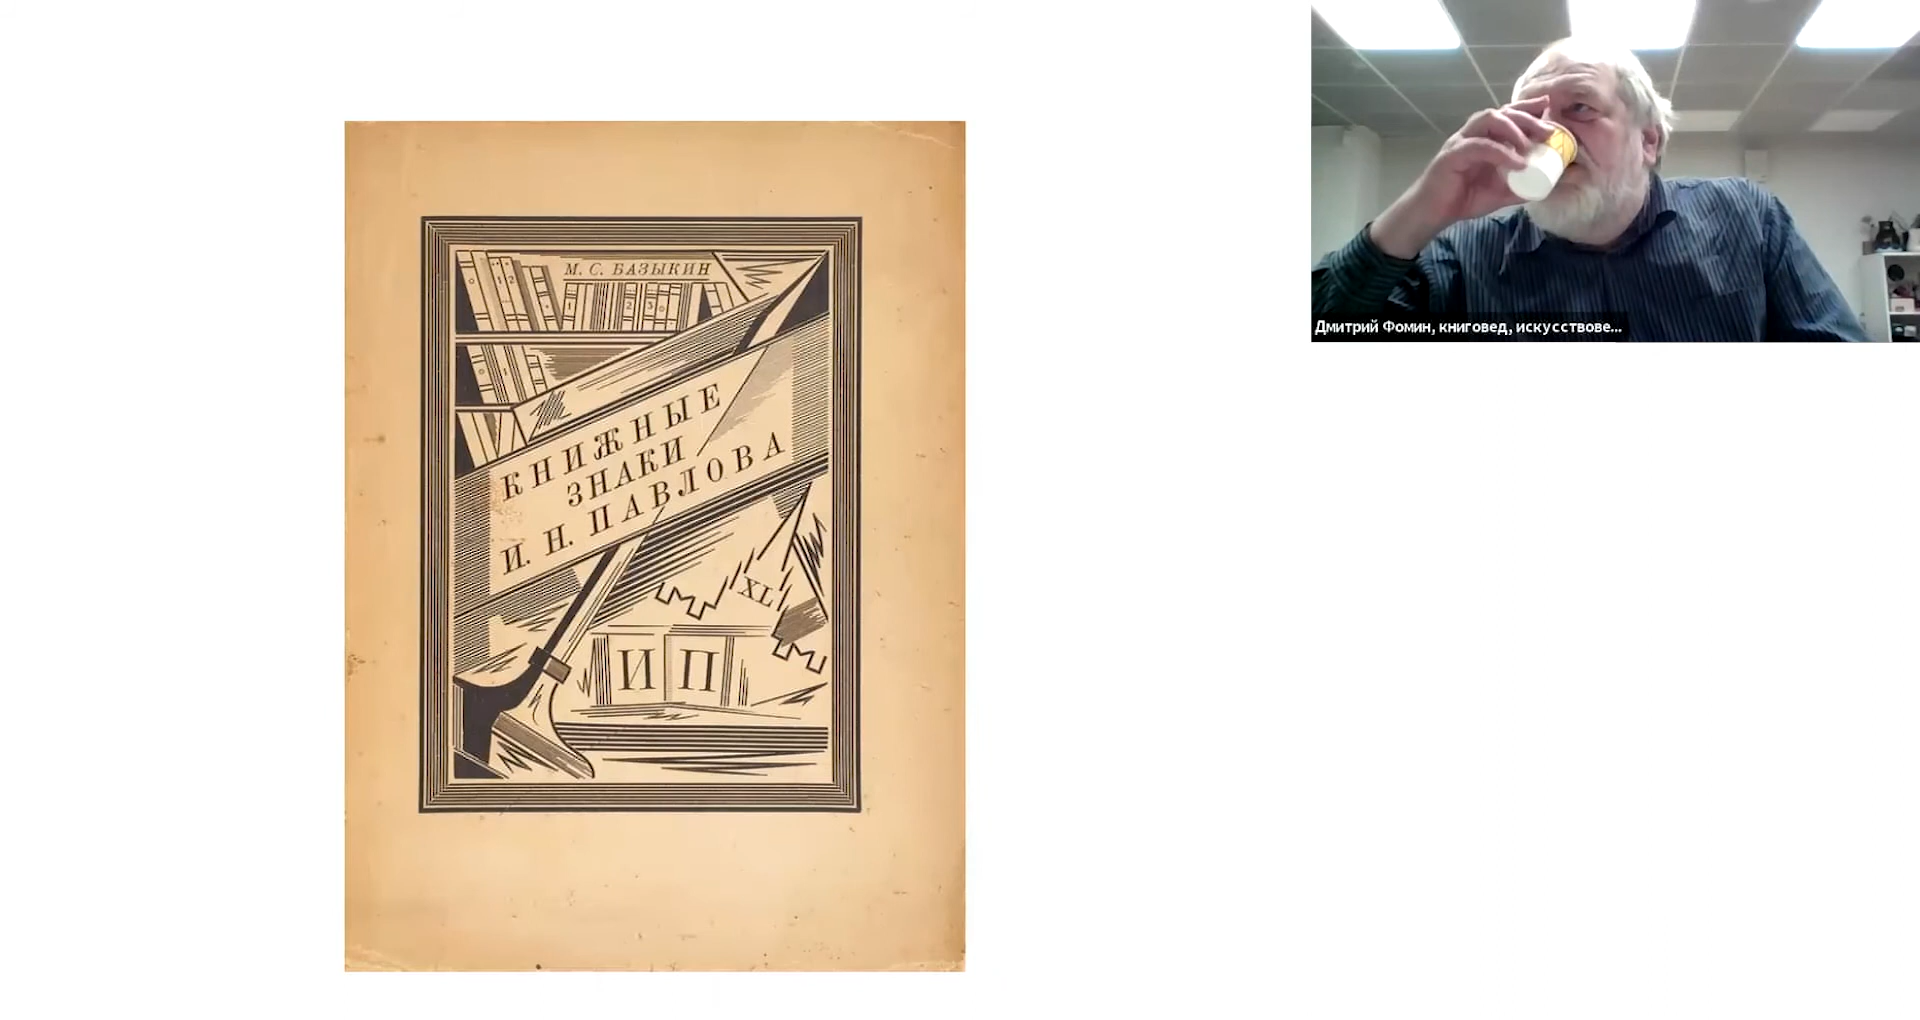 М. С. БАЗЫКИН
КНИЖНЫЕ
ЗНАКИ
И. Н. ПАВЛОВА
XL
И П
Дмитрий Фомин, книговед, искусствове...